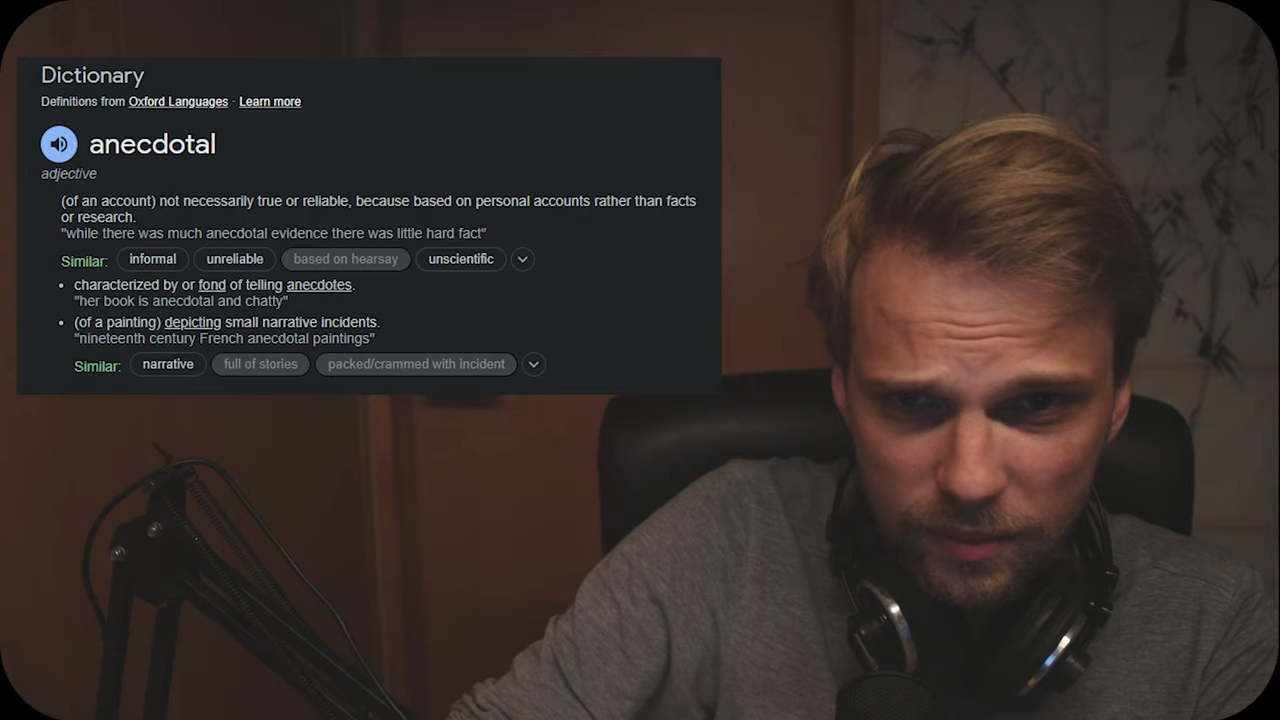 Dictionary
Definitions from Oxford Languages · Learn more
anecdotal
adjective
(of an account) not necessarily true or reliable, because based on personal accounts rather than facts
or research.
"while there was much anecdotal evidence there was little hard fact"
Similar: informal unreliable based on hearsay unscientific
• characterized by or fond of telling anecdotes.
"her book is anecdotal and chatty"
• (of a painting) depicting small narrative incidents.
"nineteenth century French anecdotal paintings"
Similar: narrative full of stories packed/crammed with incident